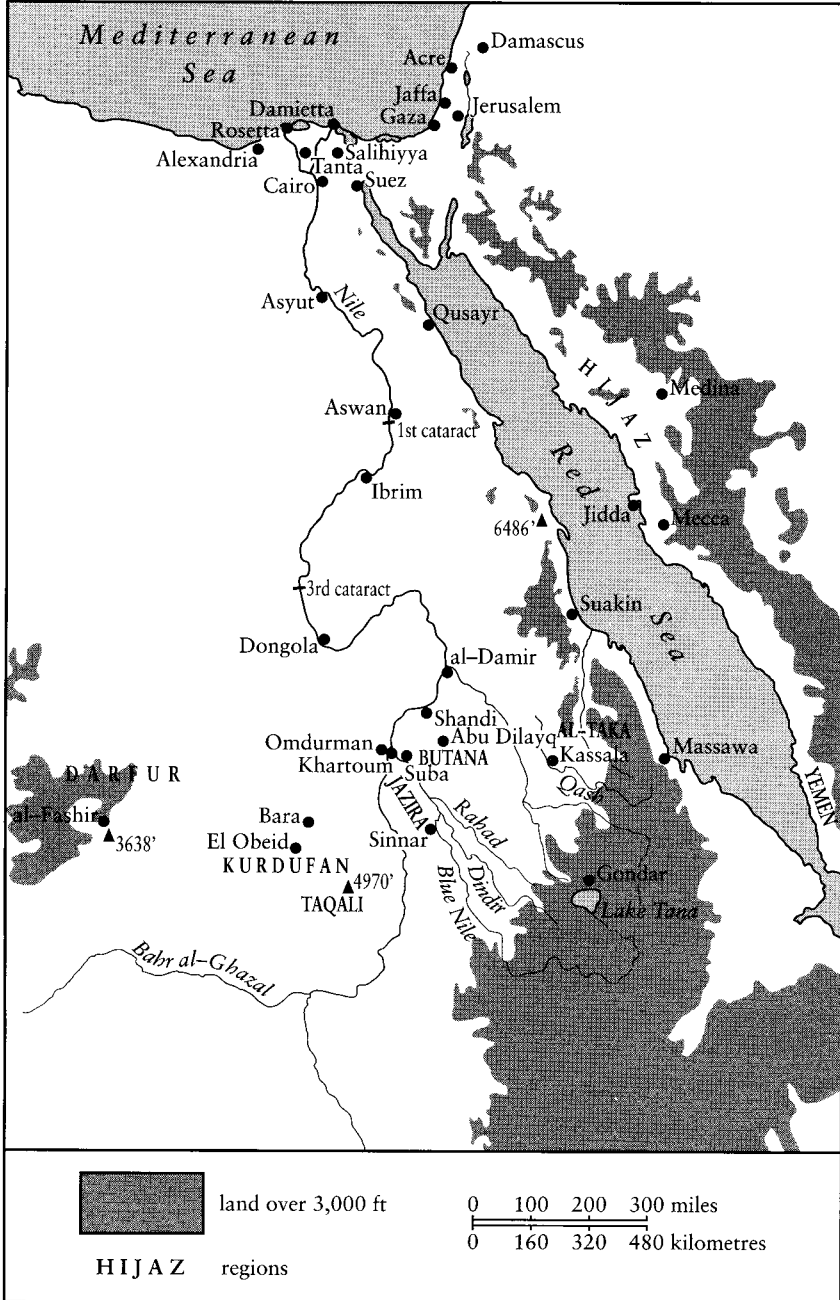 Mediterranean
Sea
Damascus
Acre
Jaffa
Jerusalem
Gaza
Damietta
Rosetta
Alexandria
Salihiyya
Tanta
Cairo
Suez
Asyut
Nile
Qusayr
HIJAZ
Medina
Aswan
1st cataract
Red
Sea
Ibrim
Jidda
Mecca
6486'
3rd cataract
Suakin
Dongola
al–Damir
Shandi
Abu Dilayq
AL–TAKA
Omdurman
Khartoum
Suba
BUTANA
Kassala
Massawa
DARFUR
JAZIRA
Qash
YEMEN
al–Fashir
3638'
Bara
El Obeid
KURDUFAN
Sinnar
Rahad
Dindir
Blue Nile
4970'
TAQALI
Gondar
Lake Tana
Bahr al–Ghazal
land over 3,000 ft
HIJAZ regions
0 100 200 300 miles
0 160 320 480 kilometres